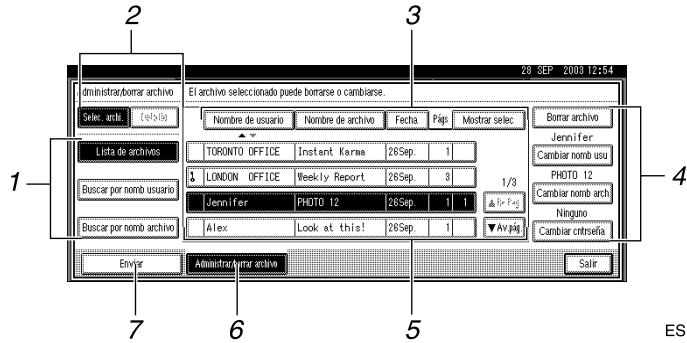 2 3
28 SEP 2003 12:54
dministrar/borrar archivo El archivo seleccionado puede borrarse o cambiarse.
Selec. archi. Nombre de usuario Nombre de archivo Fecha Págs Mostrar selec Borrar archivo
Jennifer
Lista de archivos TORONTO OFFICE Instant Karma 26Sep. 1 Cambiar nomb usu
1 LONDON OFFICE Weekly Report 26Sep. 3 1/3 PHOTO 12 4
Buscar por nomb usuario Jennifer PHOTO 12 26Sep. 1 1 Re.Pág Cambiar nomb arch
Ninguno
Buscar por nomb archivo Alex Look at this! 26Sep. 1 ▼Av.pág. Cambiar cntrseña
Enviar Administrar/borrar archivo Salir
7 6 5
ES